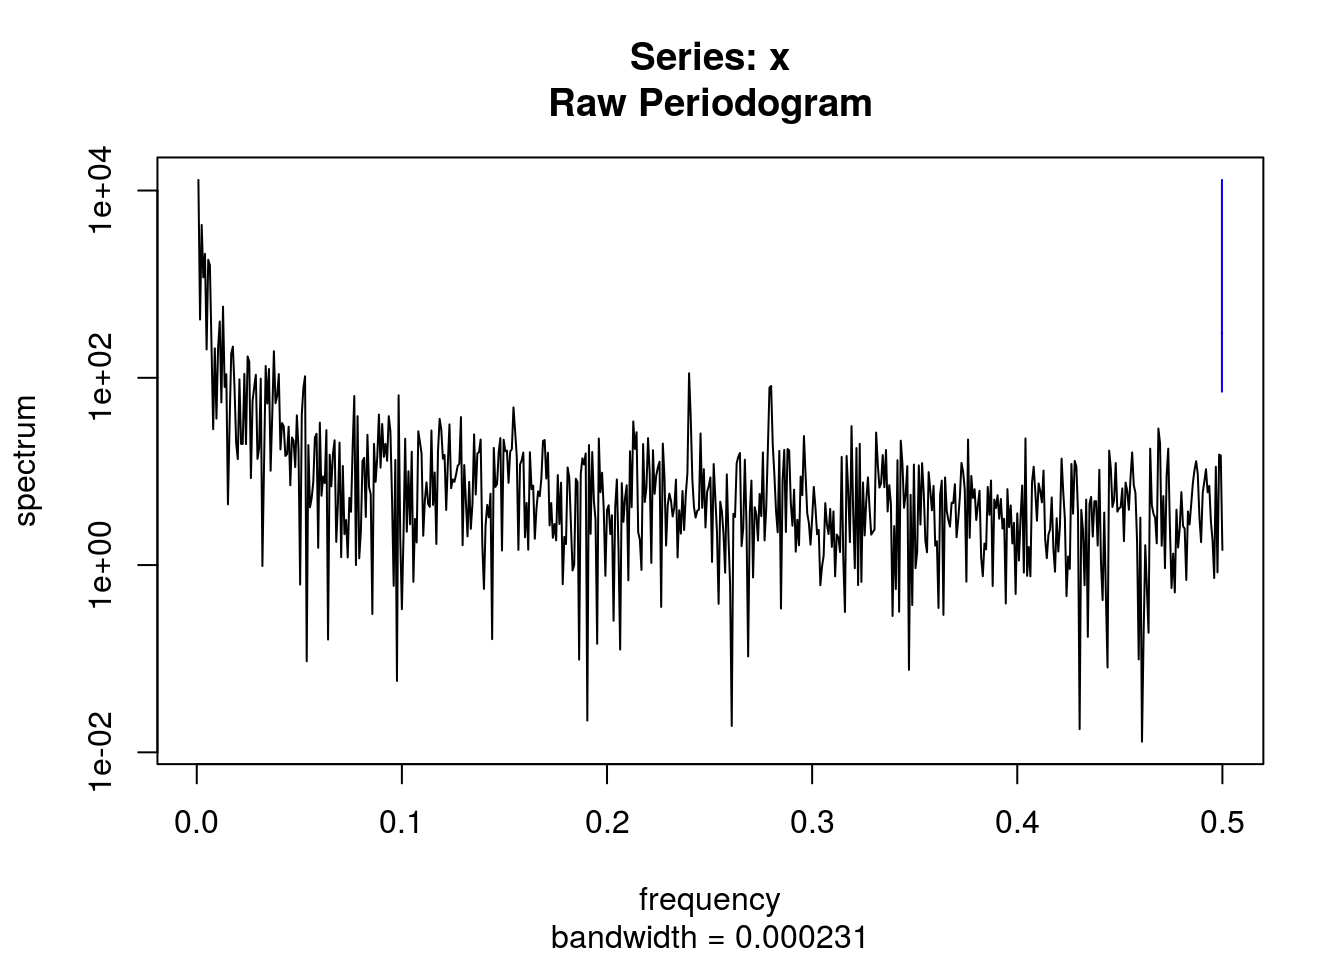 Series: x
Raw Periodogram
spectrum
1e+04
1e+02
1e+00
1e-02
0.0 0.1 0.2 0.3 0.4 0.5
frequency
bandwidth = 0.000231